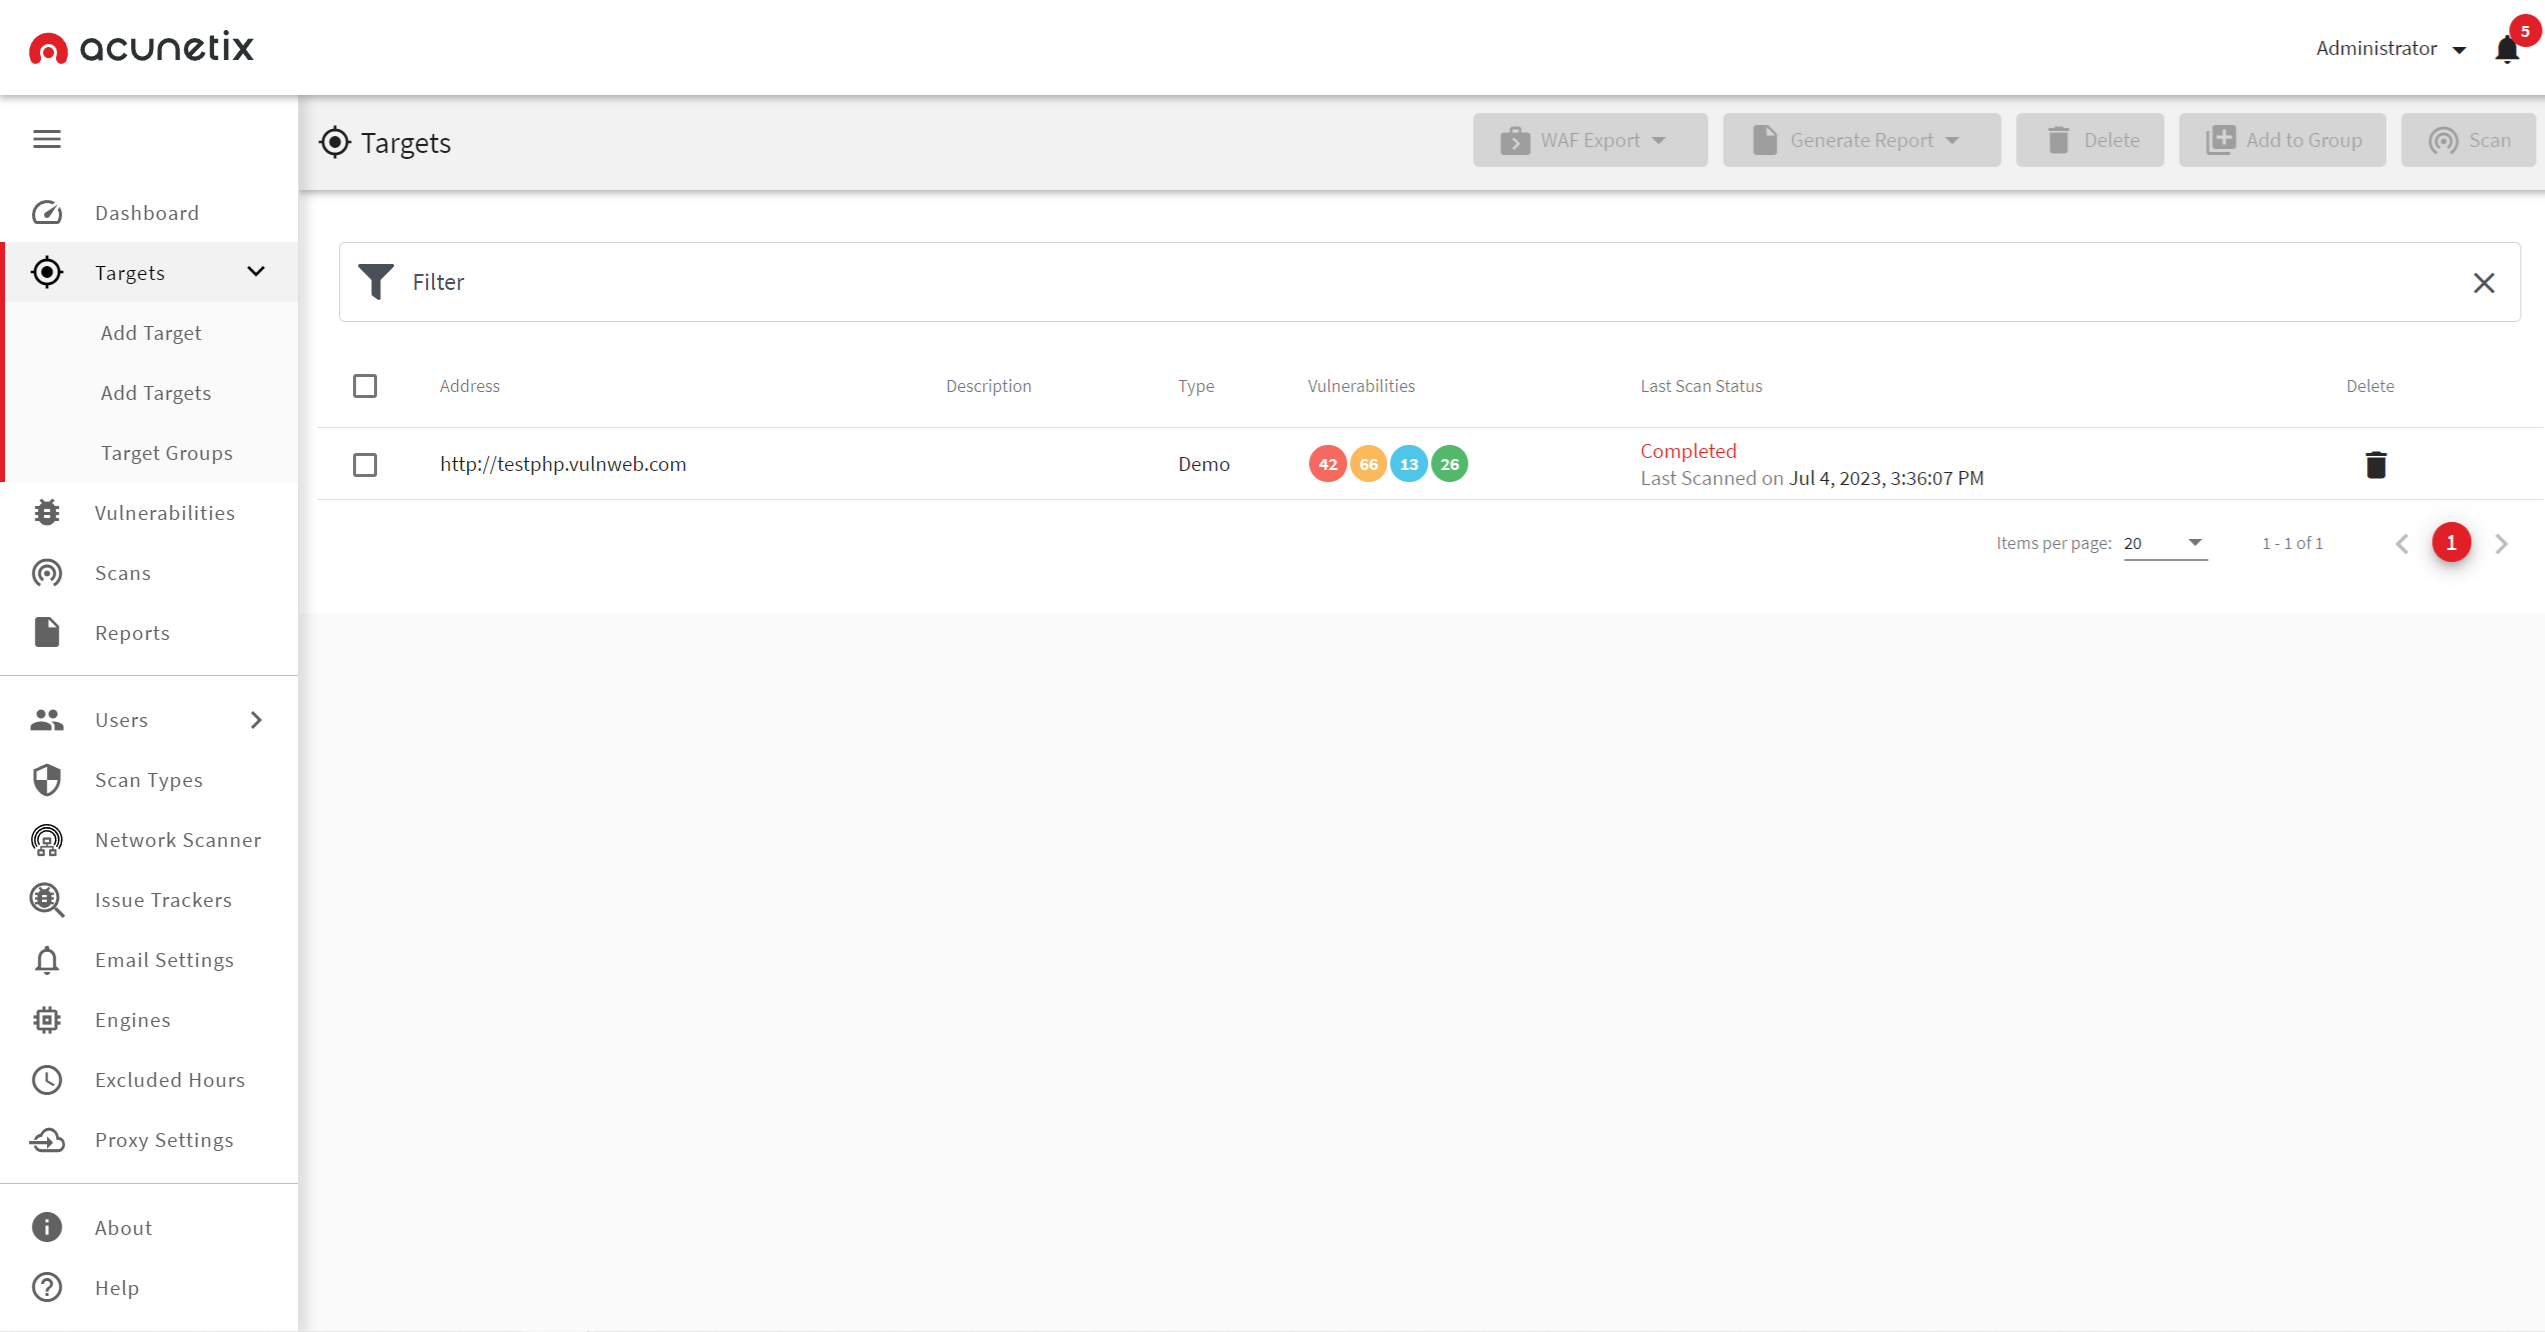 acunetix
Administrator
5
Targets
WAF Export
Generate Report
Delete
Add to Group
Scan
Dashboard
Targets
Add Target
Add Targets
Target Groups
Vulnerabilities
Scans
Reports
Users
Scan Types
Network Scanner
Issue Trackers
Email Settings
Engines
Excluded Hours
Proxy Settings
About
Help
Filter
Address Description Type Vulnerabilities Last Scan Status Delete
http://testphp.vulnweb.com Demo 42 66 13 26 Completed
Last Scanned on Jul 4, 2023, 3:36:07 PM
Items per page: 20 1 - 1 of 1 1